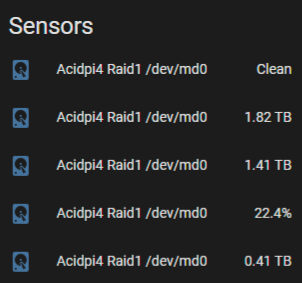 Sensors
Acidpi4 Raid1 /dev/md0 Clean
Acidpi4 Raid1 /dev/md0 1.82 TB
Acidpi4 Raid1 /dev/md0 1.41 TB
Acidpi4 Raid1 /dev/md0 22.4%
Acidpi4 Raid1 /dev/md0 0.41 TB